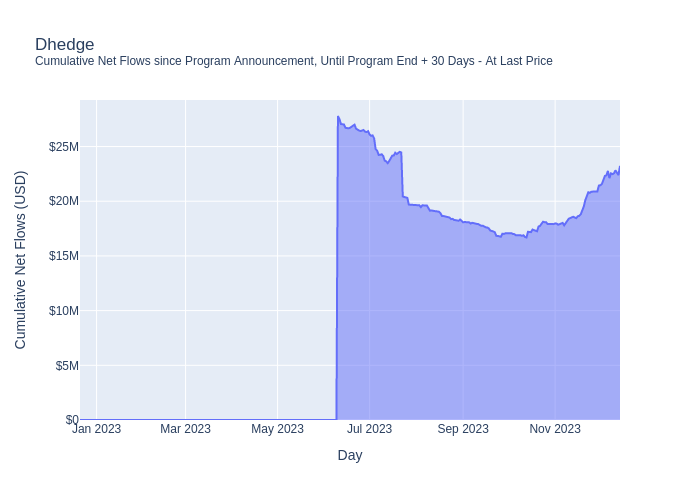 Dhedge
Cumulative Net Flows since Program Announcement, Until Program End + 30 Days - At Last Price
Cumulative Net Flows (USD)
$25M
$20M
$15M
$10M
$5M
$0
Jan 2023 Mar 2023 May 2023 Jul 2023 Sep 2023 Nov 2023
Day